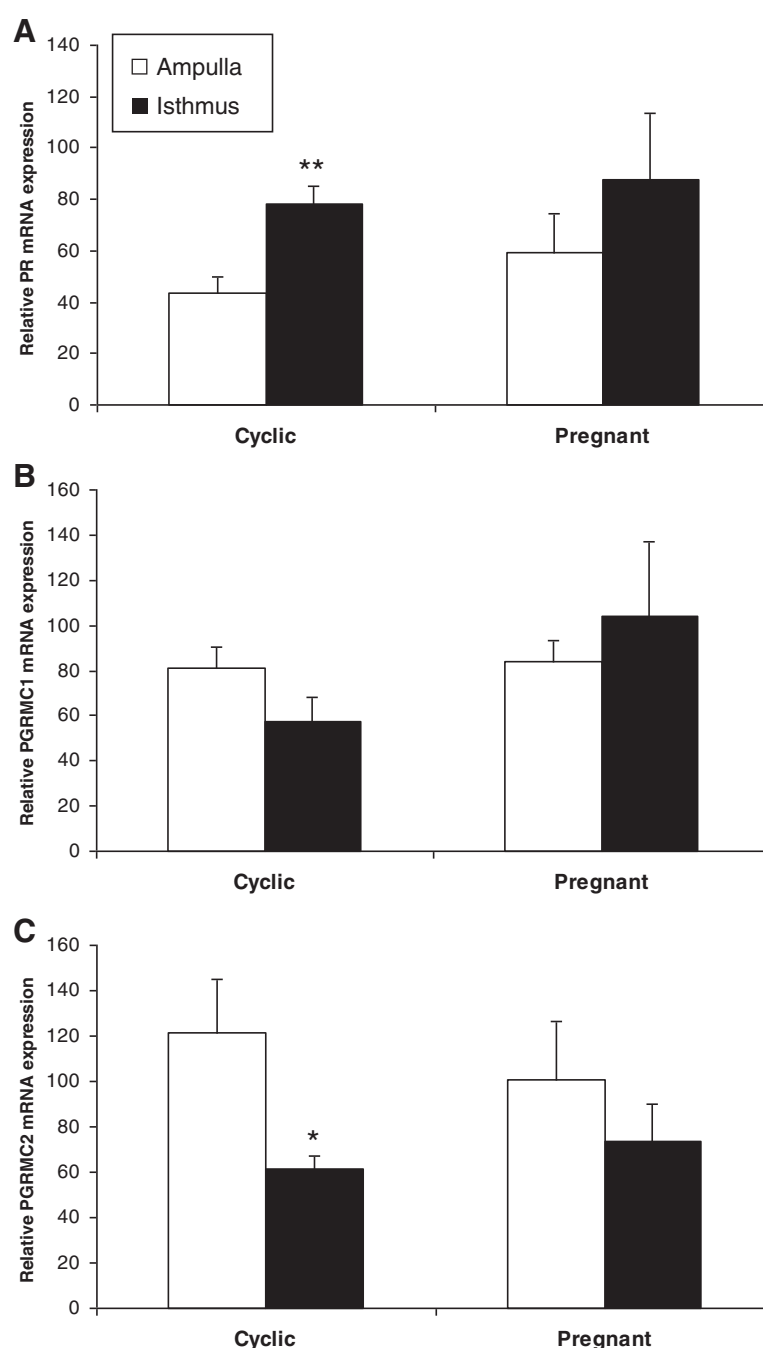 A
140
120
100
80
60
40
20
0
Relative PR mRNA expression
Ampulla
Isthmus
**
Cyclic
Pregnant
B
160
140
120
100
80
60
40
20
0
Relative PGRMC1 mRNA expression
Cyclic
Pregnant
C
160
140
120
100
80
60
40
20
0
Relative PGRMC2 mRNA expression
*
Cyclic
Pregnant